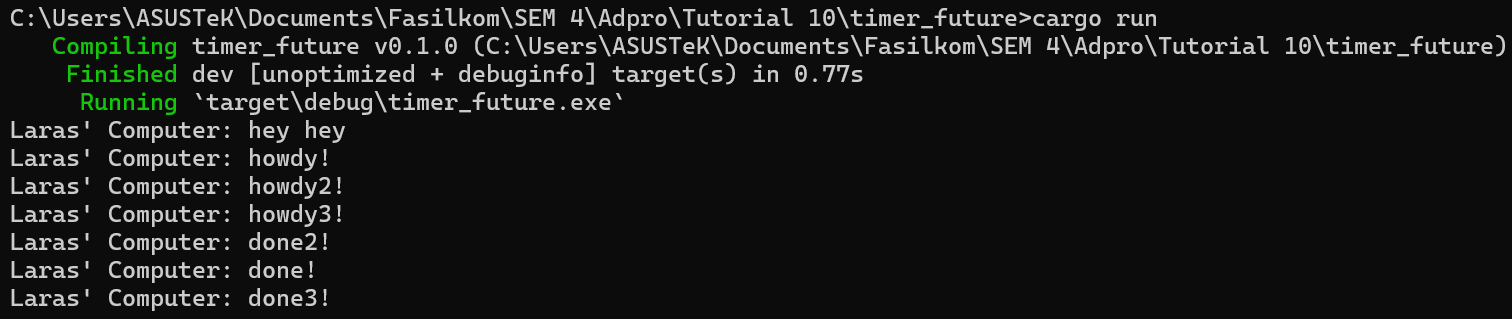 C:\Users\ASUSTeK\Documents\Fasilkom\SEM 4\Adpro\Tutorial 10\timer_future>cargo run
   Compiling timer_future v0.1.0 (C:\Users\ASUSTeK\Documents\Fasilkom\SEM 4\Adpro\Tutorial 10\timer_future)
    Finished dev [unoptimized + debuginfo] target(s) in 0.77s
     Running `target\debug\timer_future.exe`
Laras' Computer: hey hey
Laras' Computer: howdy!
Laras' Computer: howdy2!
Laras' Computer: howdy3!
Laras' Computer: done2!
Laras' Computer: done!
Laras' Computer: done3!